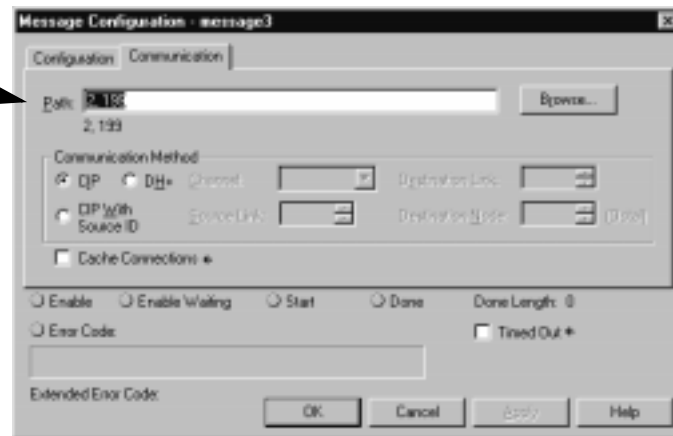 Message Configuration - message3
Configuration Communication
Path: 2, 199 Browse...
2, 199
Communication Method
CIP DH+ Channel: Destination Link:
CIP With Source ID Source Link: Destination Node: (Octal)
Cache Connections
Enable Enable Waiting Start Done Done Length: 0
Error Code: Timed Out
Extended Error Code:
OK Cancel Apply Help